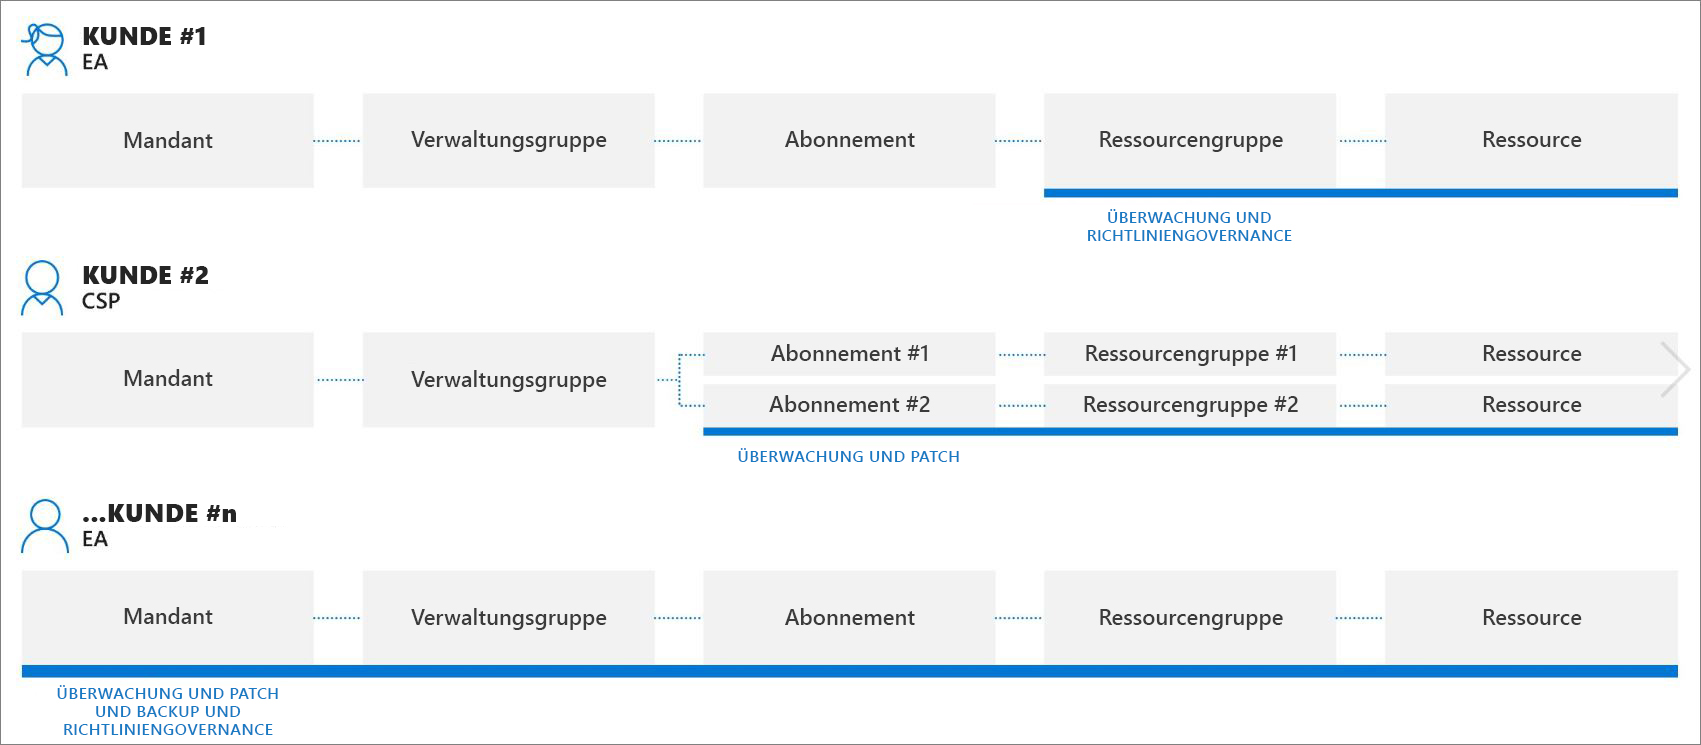 KUNDE #1
EA
Mandant
Verwaltungsgruppe
Abonnement
Ressourcengruppe
Ressource
ÜBERWACHUNG UND
RICHTLINIENGOVERNANCE
KUNDE #2
CSP
Mandant
Verwaltungsgruppe
Abonnement #1
Ressourcengruppe #1
Ressource
Abonnement #2
Ressourcengruppe #2
Ressource
ÜBERWACHUNG UND PATCH
...KUNDE #n
EA
Mandant
Verwaltungsgruppe
Abonnement
Ressourcengruppe
Ressource
ÜBERWACHUNG UND PATCH
UND BACKUP UND
RICHTLINIENGOVERNANCE